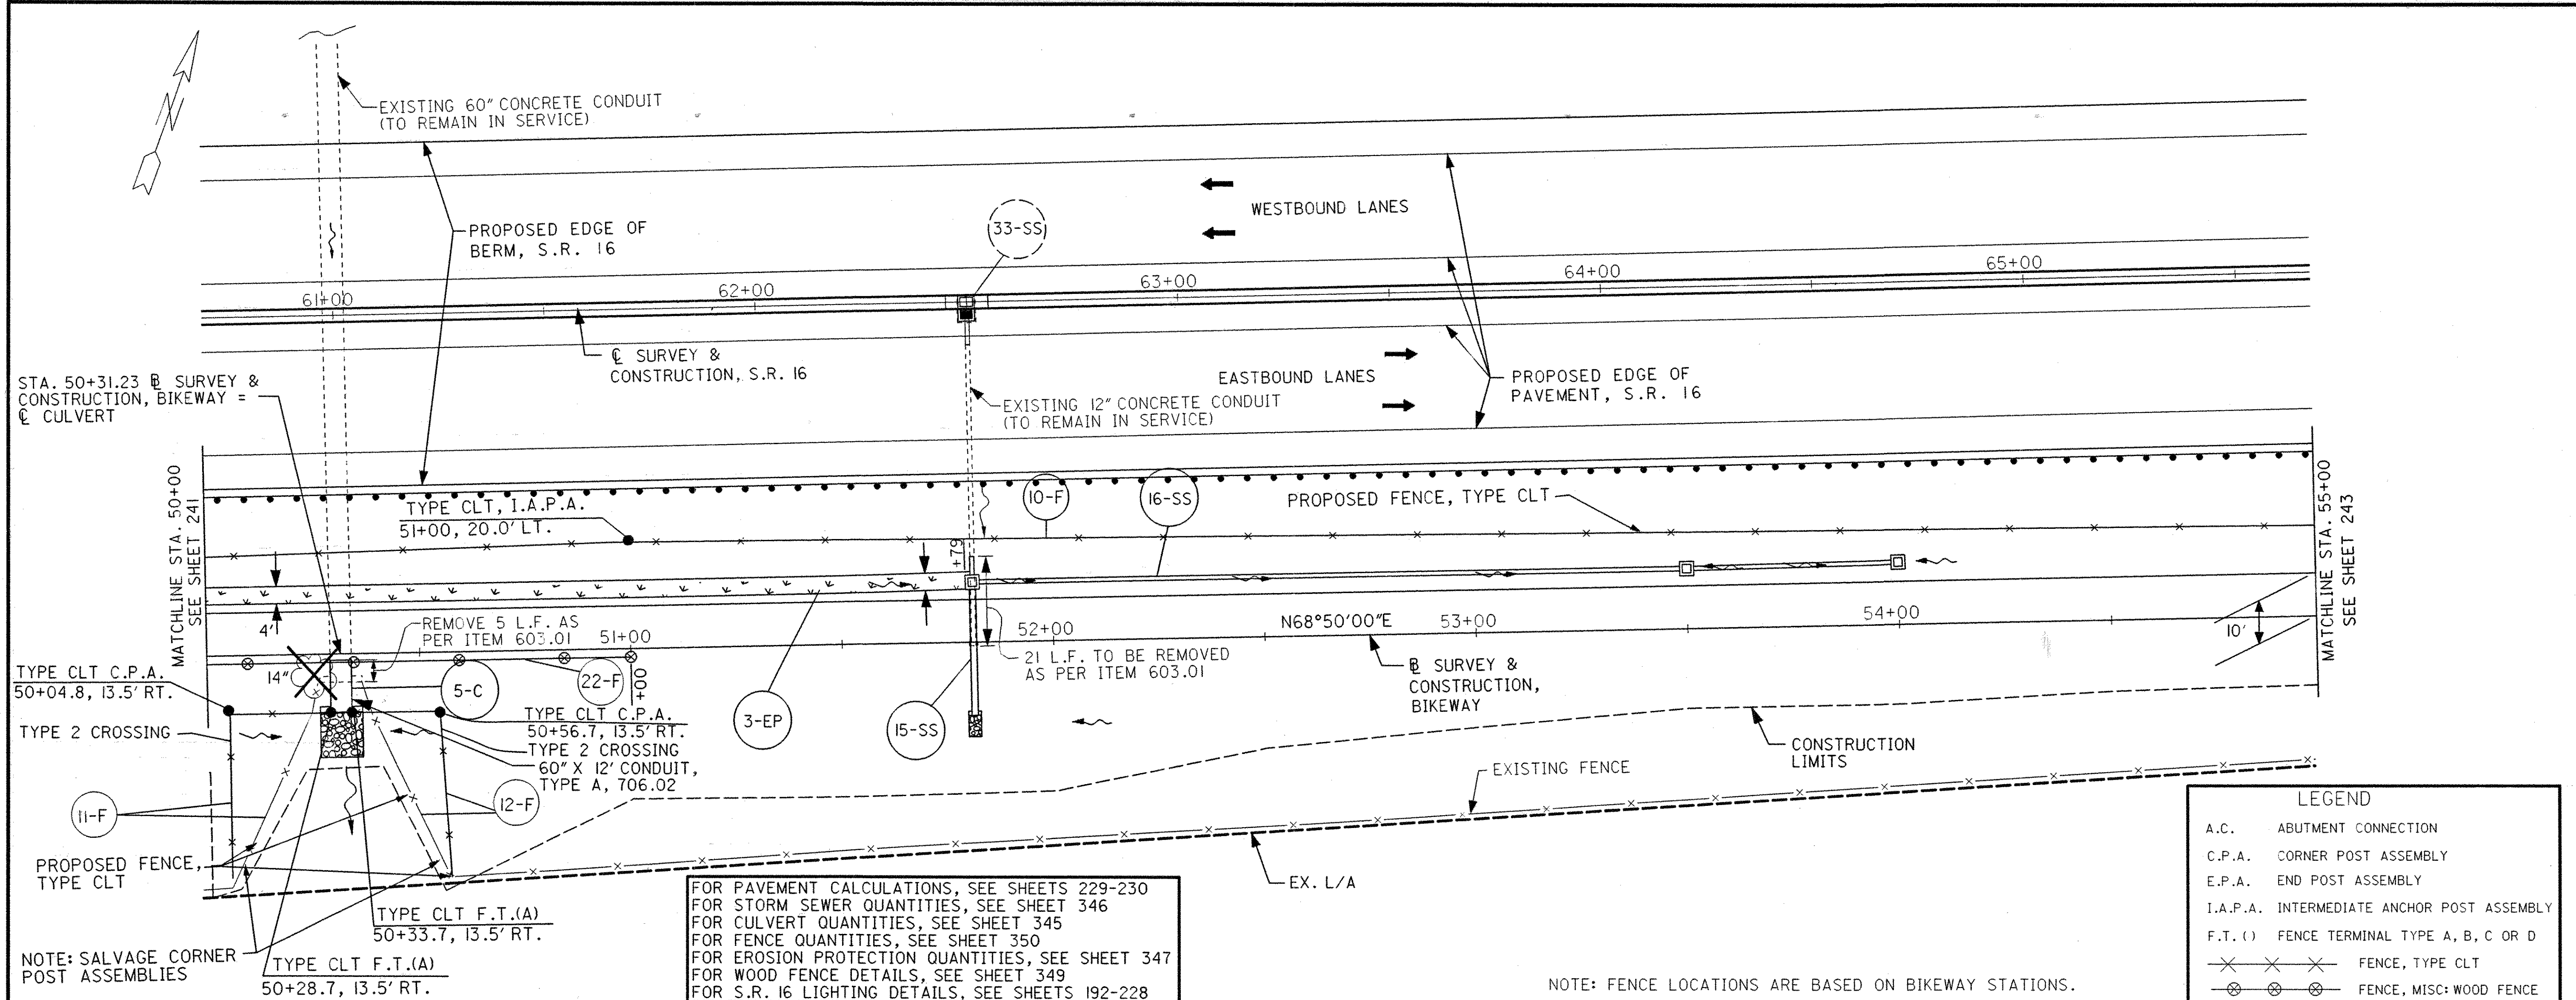 EXISTING 60" CONCRETE CONDUIT
(TO REMAIN IN SERVICE)
PROPOSED EDGE OF
BERM, S.R. 16
33-SS
WESTBOUND LANES
61+00
62+00
63+00
64+00
65+00
℄ SURVEY &
CONSTRUCTION, S.R. 16
EASTBOUND LANES
PROPOSED EDGE OF
PAVEMENT, S.R. 16
EXISTING 12" CONCRETE CONDUIT
(TO REMAIN IN SERVICE)
STA. 50+31.23 BL SURVEY &
CONSTRUCTION, BIKEWAY =
℄ CULVERT
MATCHLINE STA. 50+00
SEE SHEET 241
TYPE CLT, I.A.P.A.
51+00, 20.0' LT.
10-F
16-SS
PROPOSED FENCE, TYPE CLT
MATCHLINE STA. 55+00
SEE SHEET 243
+79
4'
REMOVE 5 L.F. AS
PER ITEM 603.01
51+00
52+00
N68°50'00"E
53+00
54+00
10'
21 L.F. TO BE REMOVED
AS PER ITEM 603.01
BL SURVEY &
CONSTRUCTION,
BIKEWAY
TYPE CLT C.P.A.
50+04.8, 13.5' RT.
14"
5-C
22-F
+00
TYPE 2 CROSSING
TYPE CLT C.P.A.
50+56.7, 13.5' RT.
TYPE 2 CROSSING
60" X 12' CONDUIT,
TYPE A, 706.02
3-EP
15-SS
CONSTRUCTION
LIMITS
EXISTING FENCE
11-F
12-F
PROPOSED FENCE,
TYPE CLT
EX. L/A
TYPE CLT F.T.(A)
50+33.7, 13.5' RT.
NOTE: SALVAGE CORNER
POST ASSEMBLIES
TYPE CLT F.T.(A)
50+28.7, 13.5' RT.
FOR PAVEMENT CALCULATIONS, SEE SHEETS 229-230
FOR STORM SEWER QUANTITIES, SEE SHEET 346
FOR CULVERT QUANTITIES, SEE SHEET 345
FOR FENCE QUANTITIES, SEE SHEET 350
FOR EROSION PROTECTION QUANTITIES, SEE SHEET 347
FOR WOOD FENCE DETAILS, SEE SHEET 349
FOR S.R. 16 LIGHTING DETAILS, SEE SHEETS 192-228
NOTE: FENCE LOCATIONS ARE BASED ON BIKEWAY STATIONS.
LEGEND
A.C. ABUTMENT CONNECTION
C.P.A. CORNER POST ASSEMBLY
E.P.A. END POST ASSEMBLY
I.A.P.A. INTERMEDIATE ANCHOR POST ASSEMBLY
F.T. () FENCE TERMINAL TYPE A, B, C OR D
FENCE, TYPE CLT
FENCE, MISC: WOOD FENCE